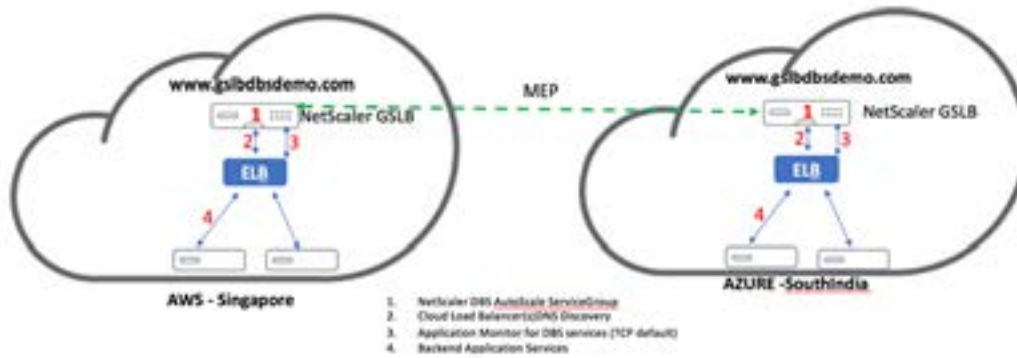 www.gslbdbsdemo.com
www.gslbdbsdemo.com
MEP
1
NetScaler GSLB
1
NetScaler GSLB
2
3
2
3
ELB
ELB
4
4
AWS - Singapore
AZURE -SouthIndia
1. NetScaler DBS AutoScale ServiceGroup
2. Cloud Load Balancer(s)DNS Discovery
3. Application Monitor for DBS services (TCP default)
4. Backend Application Services